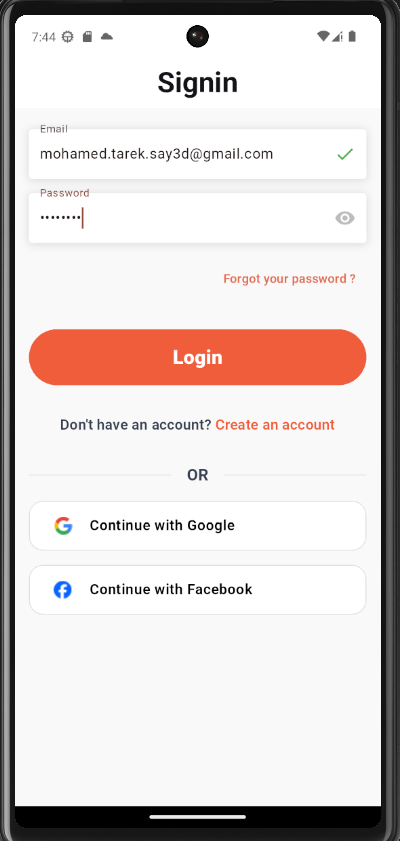 7:44
Signin
Email
mohamed.tarek.say3d@gmail.com
Password
••••••••
Forgot your password ?
Login
Don't have an account? Create an account
OR
Continue with Google
Continue with Facebook